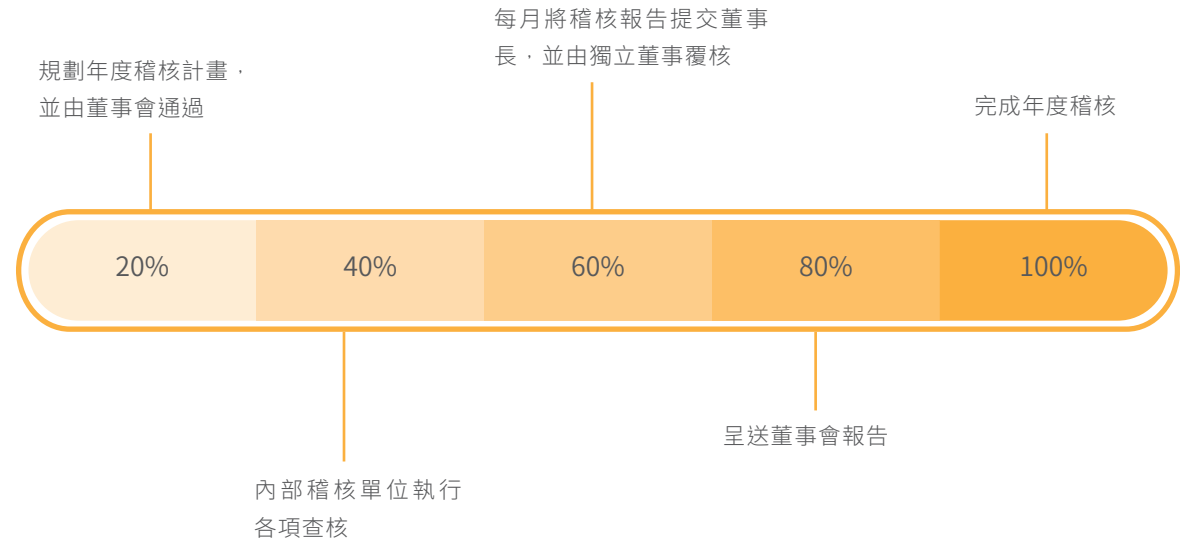 規劃年度稽核計畫，
並由董事會通過
每月將稽核報告提交董事
長，並由獨立董事覆核
完成年度稽核
20%
40%
60%
80%
100%
內部稽核單位執行
各項查核
呈送董事會報告